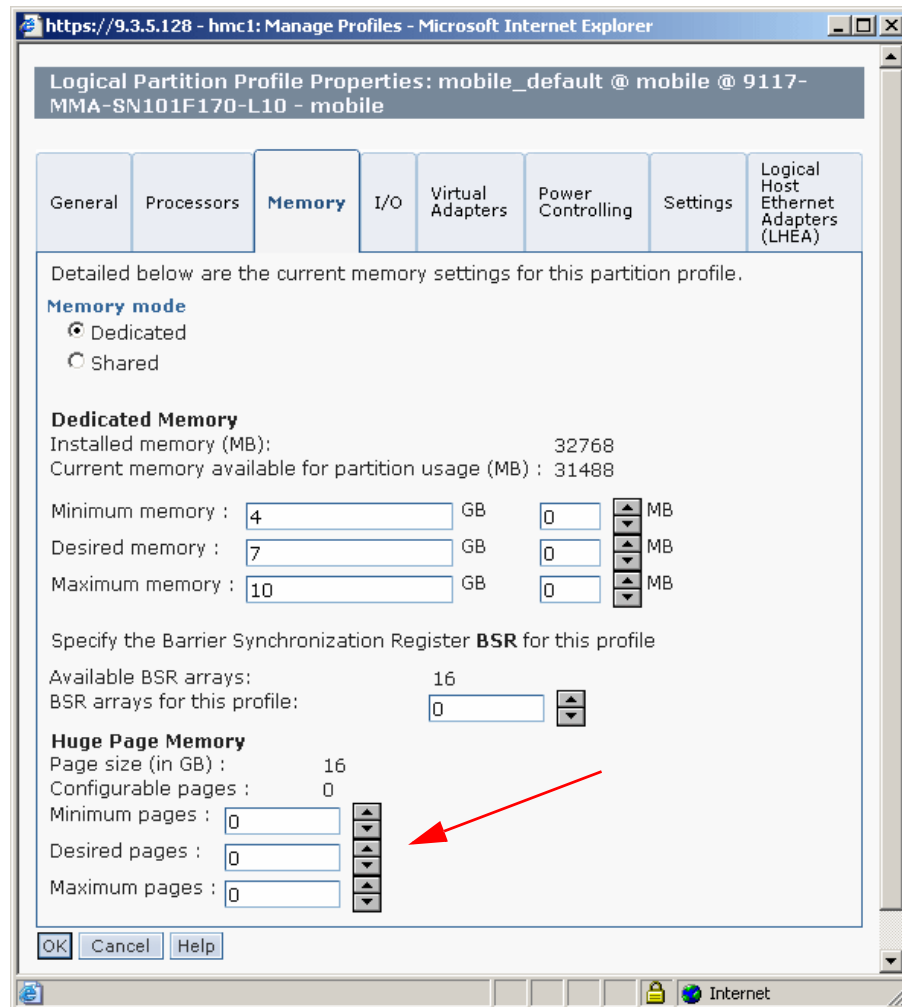 https://9.3.5.128 - hmc1: Manage Profiles - Microsoft Internet Explorer
Logical Partition Profile Properties: mobile_default @ mobile @ 9117-
MMA-SN101F170-L10 - mobile
General
Processors
Memory
I/O
Virtual
Adapters
Power
Controlling
Settings
Logical
Host
Ethernet
Adapters
(LHEA)
Detailed below are the current memory settings for this partition profile.
Memory mode
Dedicated
Shared
Dedicated Memory
Installed memory (MB): 32768
Current memory available for partition usage (MB) : 31488
Minimum memory : 4 GB 0 MB
Desired memory : 7 GB 0 MB
Maximum memory : 10 GB 0 MB
Specify the Barrier Synchronization Register BSR for this profile
Available BSR arrays: 16
BSR arrays for this profile: 0
Huge Page Memory
Page size (in GB) : 16
Configurable pages : 0
Minimum pages : 0
Desired pages : 0
Maximum pages : 0
OK Cancel Help
Internet